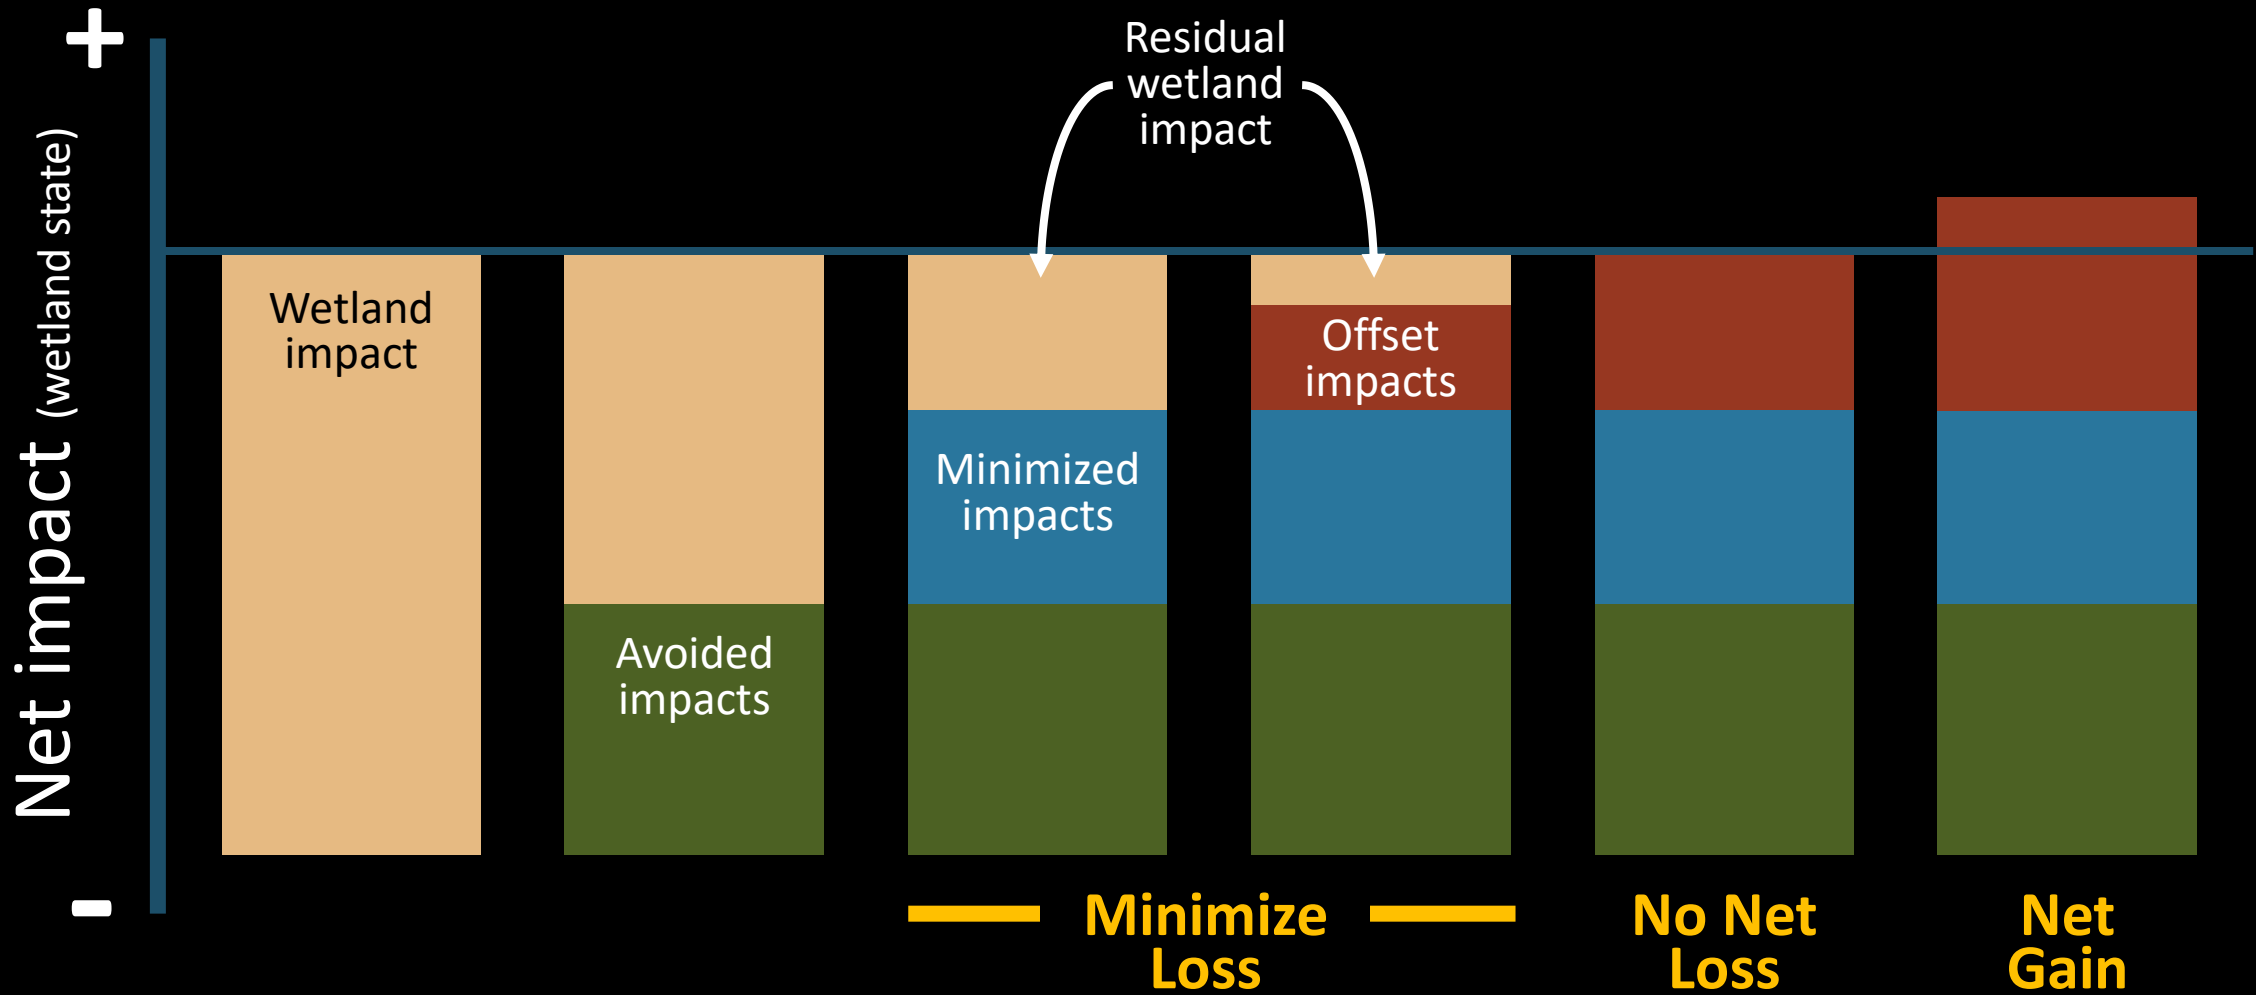 +
Net impact (wetland state)
-
Residual
wetland
impact
Wetland
impact
Avoided
impacts
Minimized
impacts
Offset
impacts
Minimize
Loss
No Net
Loss
Net
Gain